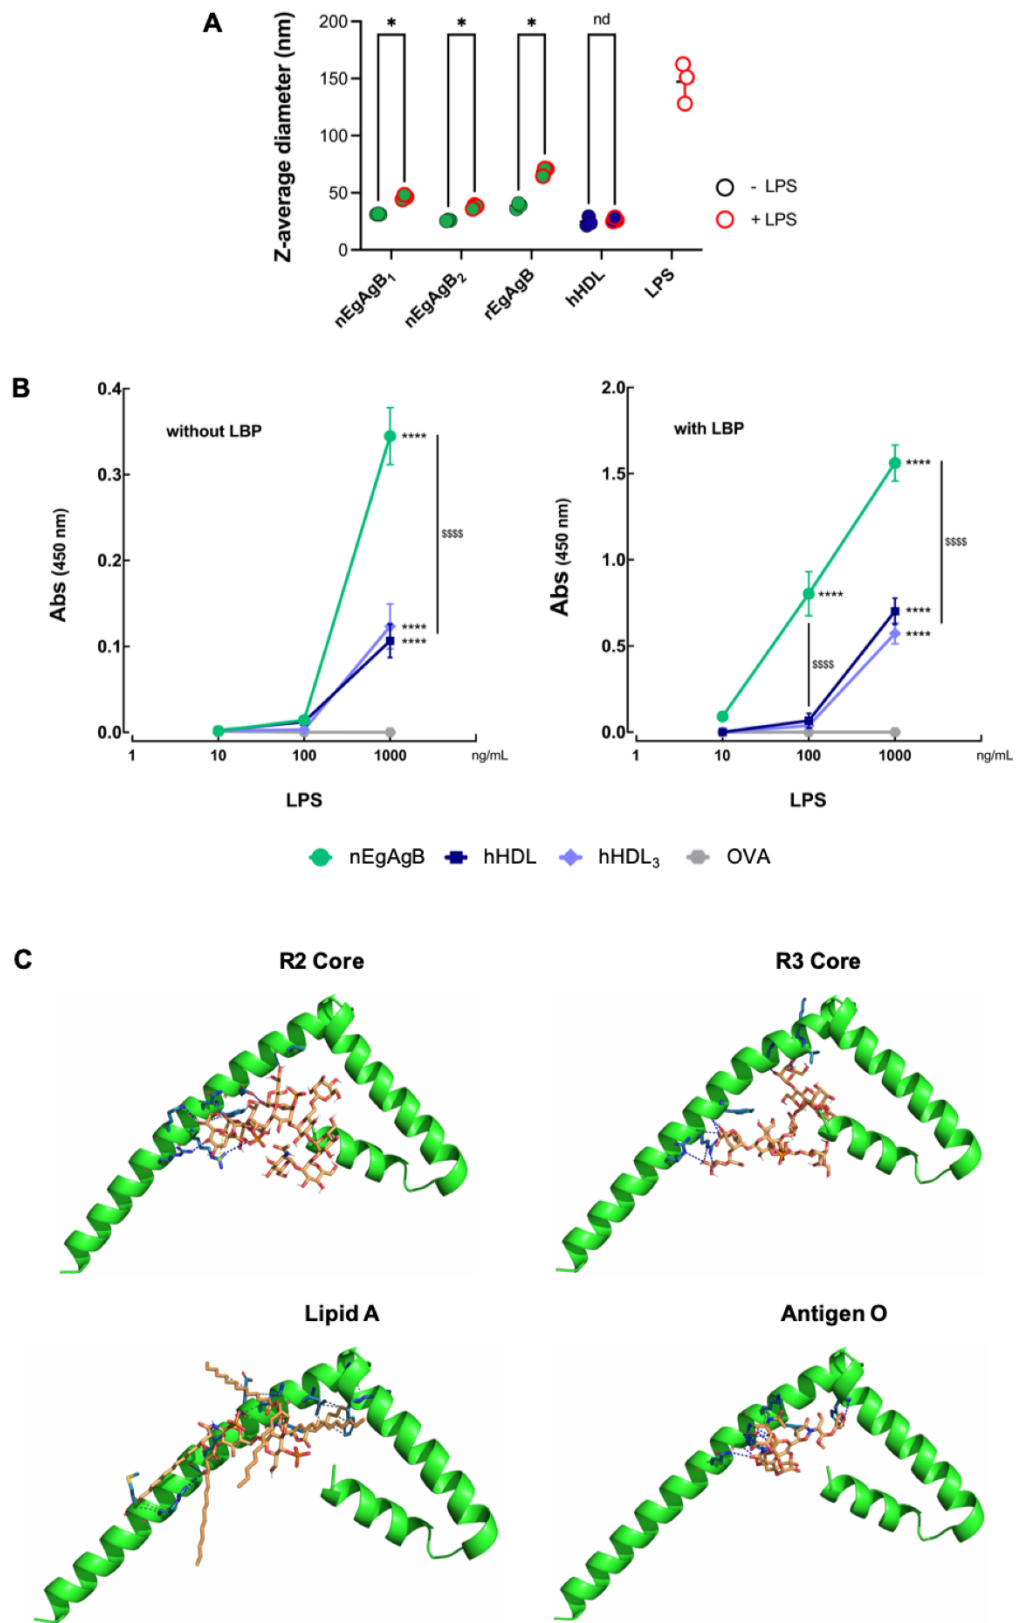 A
Z-average diameter (nm)
200
150
100
50
0
*
*
*
nd
nEgAgB₁
nEgAgB₂
rEgAgB
hHDL
LPS
- LPS
+ LPS
B
Abs (450 nm)
0.4
0.3
0.2
0.1
0.0
without LBP
****
$$$$
****
****
1
10
100
1000
ng/mL
LPS
Abs (450 nm)
2.0
1.5
1.0
0.5
0.0
with LBP
****
$$$$
****
****
****
$$$$
1
10
100
1000
ng/mL
LPS
nEgAgB
hHDL
hHDL₃
OVA
C
R2 Core
R3 Core
Lipid A
Antigen O